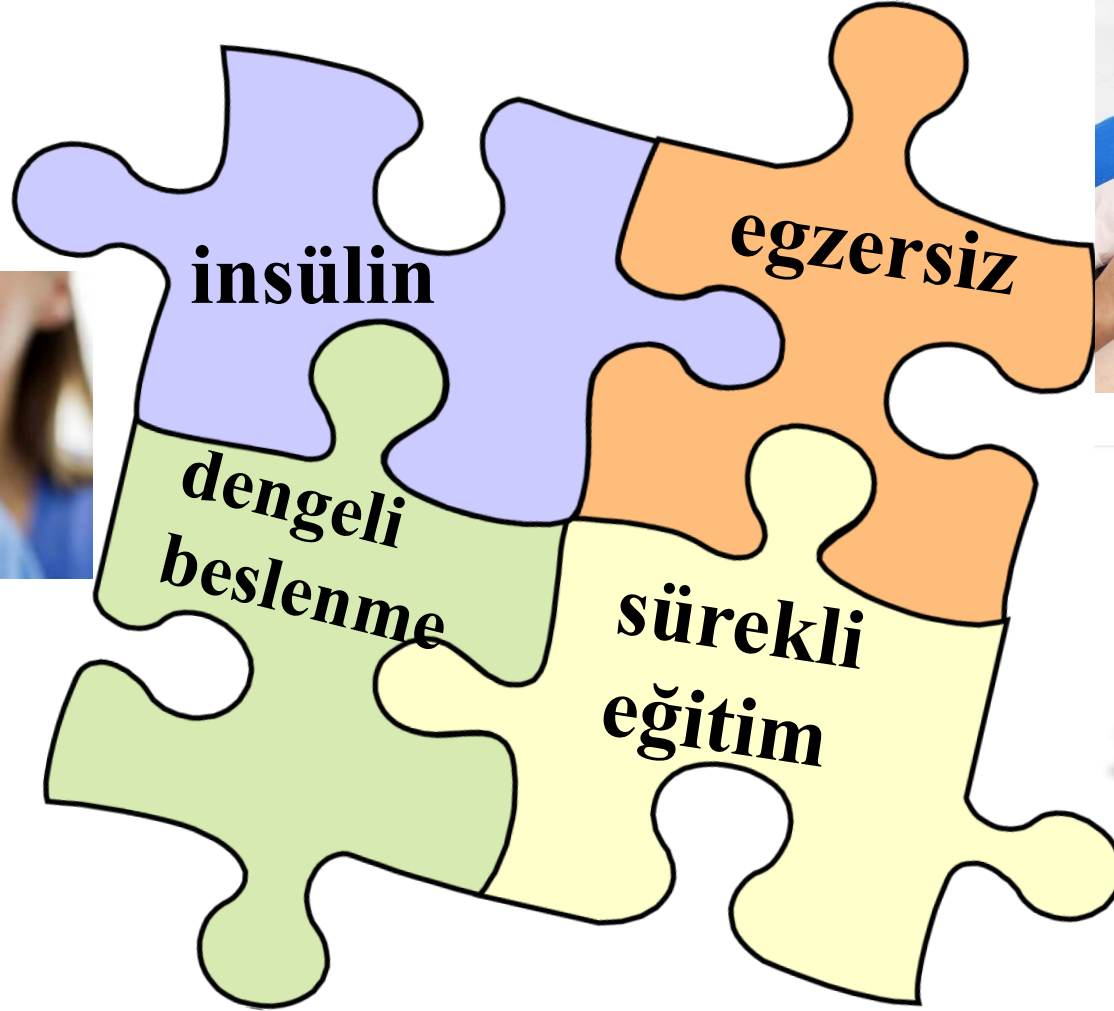 insülin
egzersiz
dengeli
beslenme
sürekli
eğitim